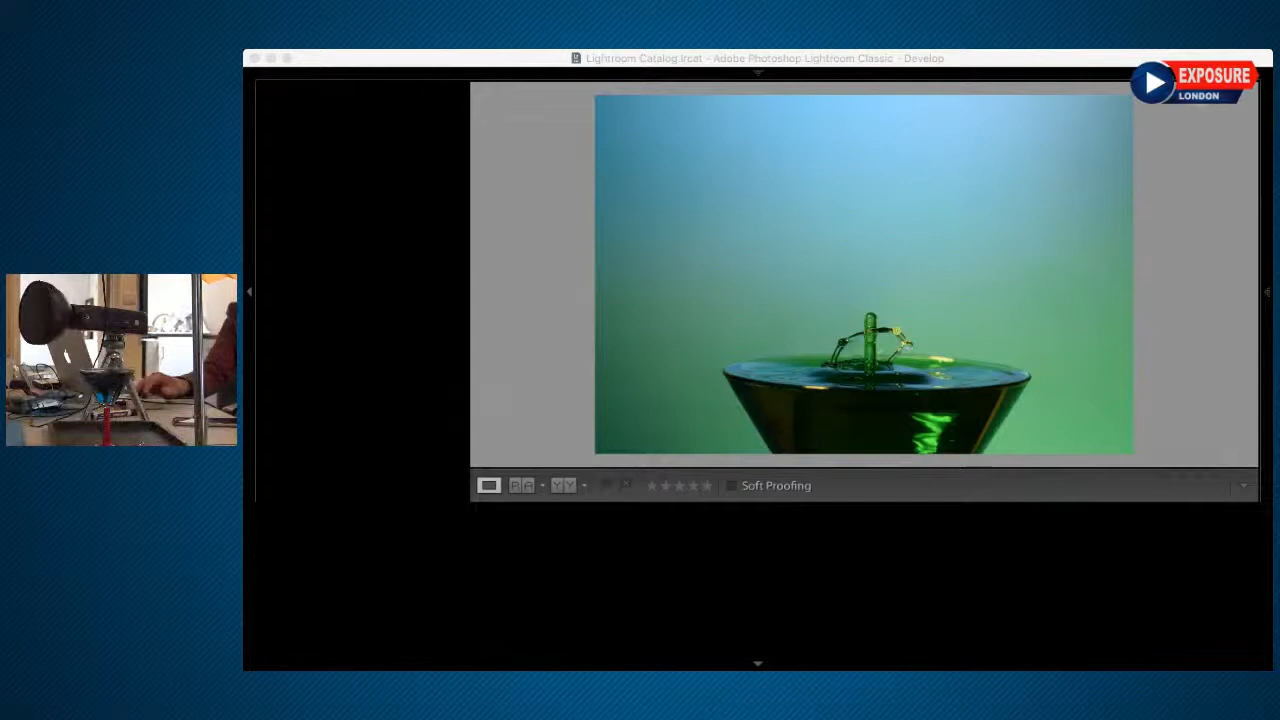 Lightroom Catalog.lrcat - Adobe Photoshop Lightroom Classic - Develop
EXPOSURE
LONDON
R A Y Y Soft Proofing